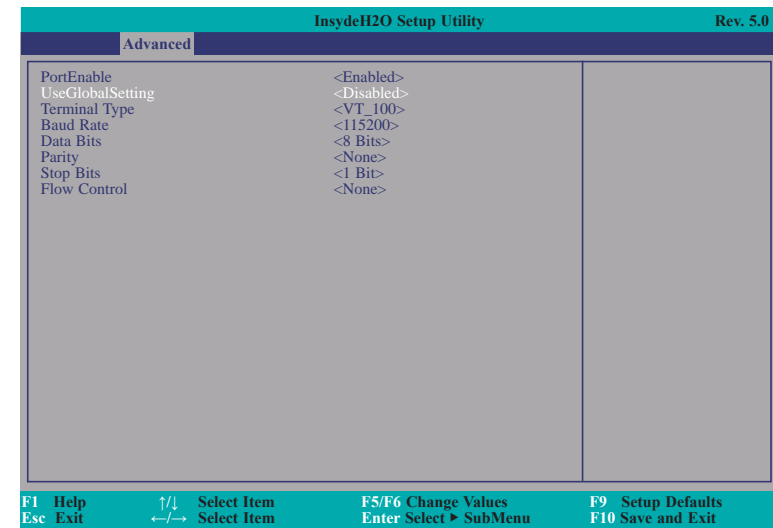 InsydeH2O Setup Utility Rev. 5.0
Advanced
PortEnable <Enabled>
UseGlobalSetting <Disabled>
Terminal Type <VT_100>
Baud Rate <115200>
Data Bits <8 Bits>
Parity <None>
Stop Bits <1 Bit>
Flow Control <None>
F1 Help ↑/↓ Select Item F5/F6 Change Values F9 Setup Defaults
Esc Exit ←/→ Select Item Enter Select ► SubMenu F10 Save and Exit